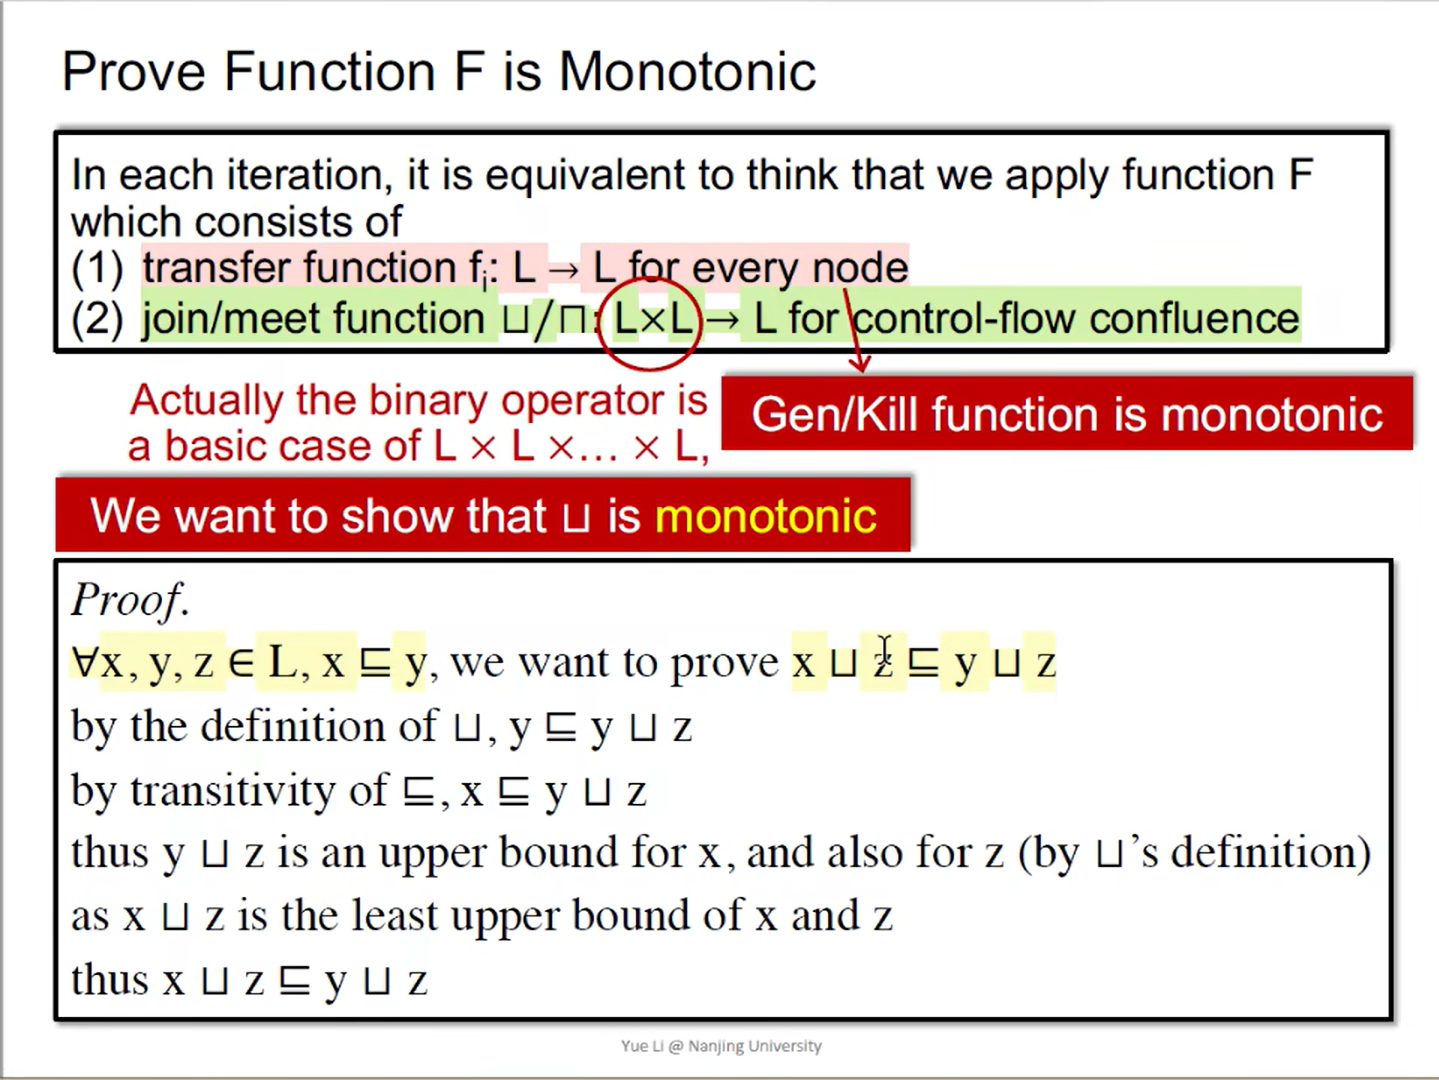 Prove Function F is Monotonic
In each iteration, it is equivalent to think that we apply function F
which consists of
(1) transfer function fᵢ: L → L for every node
(2) join/meet function ⊔/⊓: L×L → L for control-flow confluence
Actually the binary operator is
a basic case of L × L ×… × L,
Gen/Kill function is monotonic
We want to show that ⊔ is monotonic
Proof.
∀x, y, z ∈ L, x ⊑ y, we want to prove x ⊔ z ⊑ y ⊔ z
by the definition of ⊔, y ⊑ y ⊔ z
by transitivity of ⊑, x ⊑ y ⊔ z
thus y ⊔ z is an upper bound for x, and also for z (by ⊔’s definition)
as x ⊔ z is the least upper bound of x and z
thus x ⊔ z ⊑ y ⊔ z
Yue Li @ Nanjing University